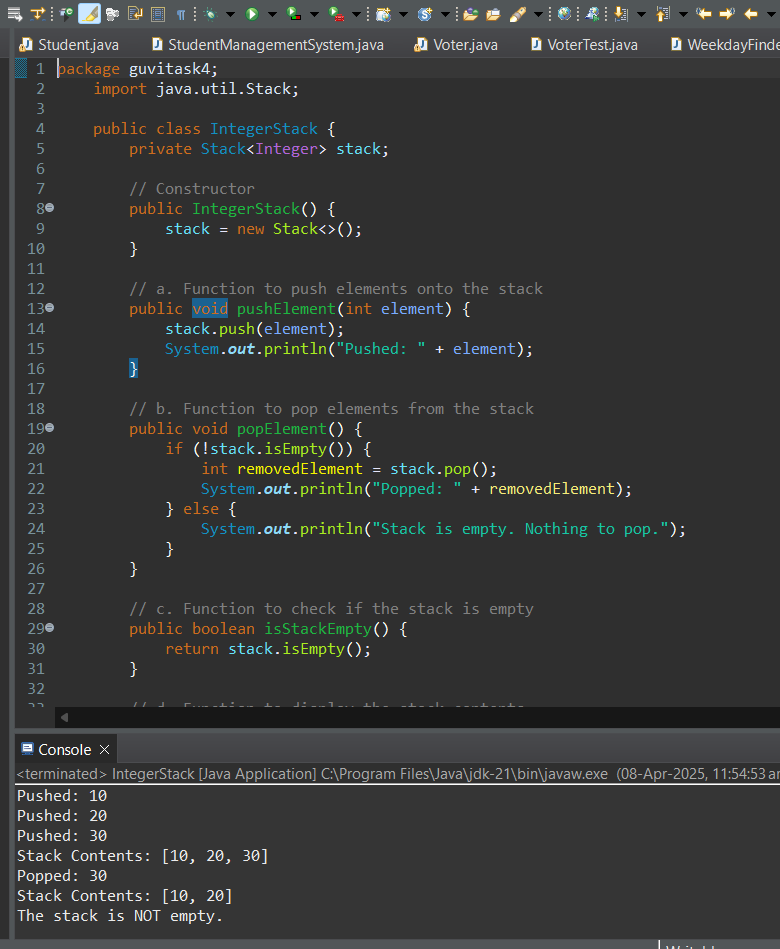 Student.java StudentManagementSystem.java Voter.java VoterTest.java WeekdayFinde
1 package guvitask4;
2     import java.util.Stack;
3
4     public class IntegerStack {
5         private Stack<Integer> stack;
6
7         // Constructor
8         public IntegerStack() {
9             stack = new Stack<>();
10         }
11
12         // a. Function to push elements onto the stack
13         public void pushElement(int element) {
14             stack.push(element);
15             System.out.println("Pushed: " + element);
16         }
17
18         // b. Function to pop elements from the stack
19         public void popElement() {
20             if (!stack.isEmpty()) {
21                 int removedElement = stack.pop();
22                 System.out.println("Popped: " + removedElement);
23             } else {
24                 System.out.println("Stack is empty. Nothing to pop.");
25             }
26         }
27
28         // c. Function to check if the stack is empty
29         public boolean isStackEmpty() {
30             return stack.isEmpty();
31         }
32
33         // d. Function to display the stack contents
Console
<terminated> IntegerStack [Java Application] C:\Program Files\Java\jdk-21\bin\javaw.exe (08-Apr-2025, 11:54:53 a
Pushed: 10
Pushed: 20
Pushed: 30
Stack Contents: [10, 20, 30]
Popped: 30
Stack Contents: [10, 20]
The stack is NOT empty.